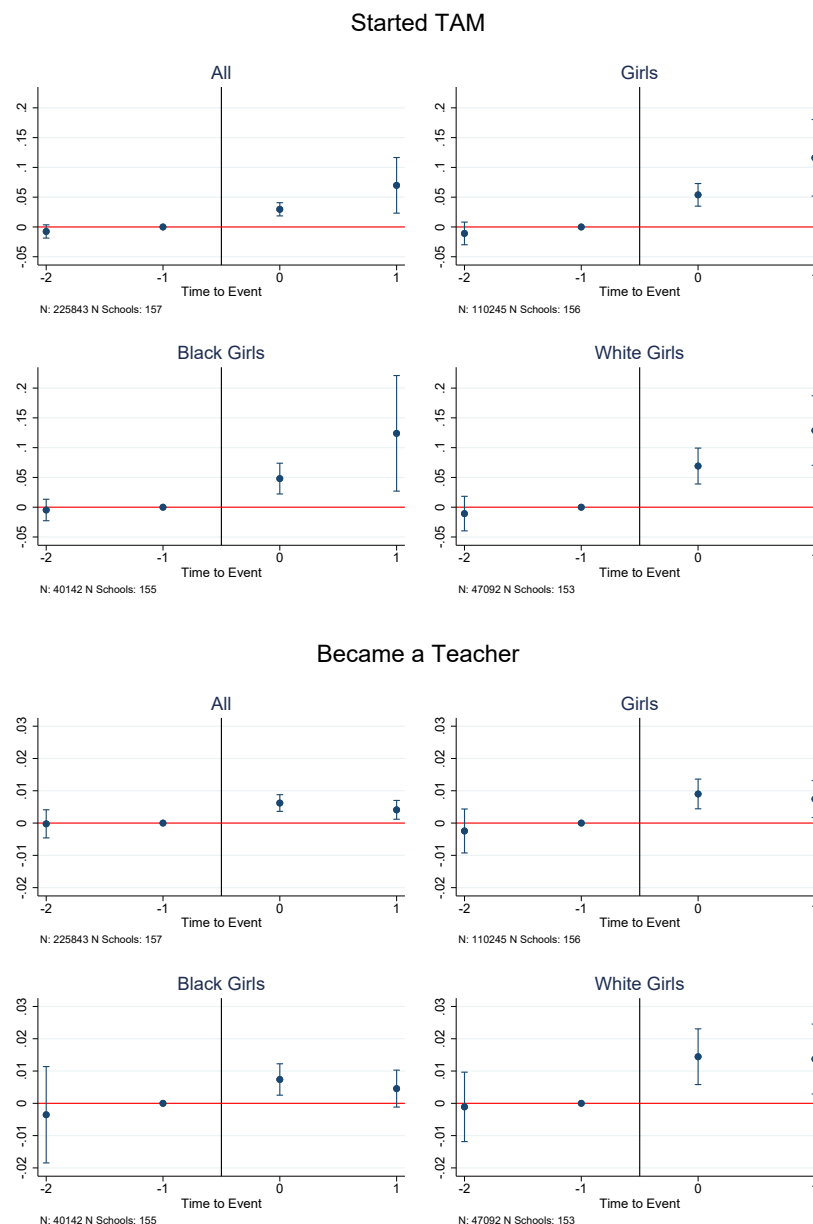 Started TAM
All
.2
.15
.1
.05
0
-.05
-2 -1 0 1
Time to Event
N: 225843 N Schools: 157
Girls
.2
.15
.1
.05
0
-.05
-2 -1 0
Time to Event
N: 110245 N Schools: 156
Black Girls
.2
.15
.1
.05
0
-.05
-2 -1 0 1
Time to Event
N: 40142 N Schools: 155
White Girls
.2
.15
.1
.05
0
-.05
-2 -1 0
Time to Event
N: 47092 N Schools: 153
Became a Teacher
All
.03
.02
.01
0
-.01
-.02
-2 -1 0 1
Time to Event
N: 225843 N Schools: 157
Girls
.03
.02
.01
0
-.01
-.02
-2 -1 0
Time to Event
N: 110245 N Schools: 156
Black Girls
.03
.02
.01
0
-.01
-.02
-2 -1 0 1
Time to Event
N: 40142 N Schools: 155
White Girls
.03
.02
.01
0
-.01
-.02
-2 -1 0
Time to Event
N: 47092 N Schools: 153